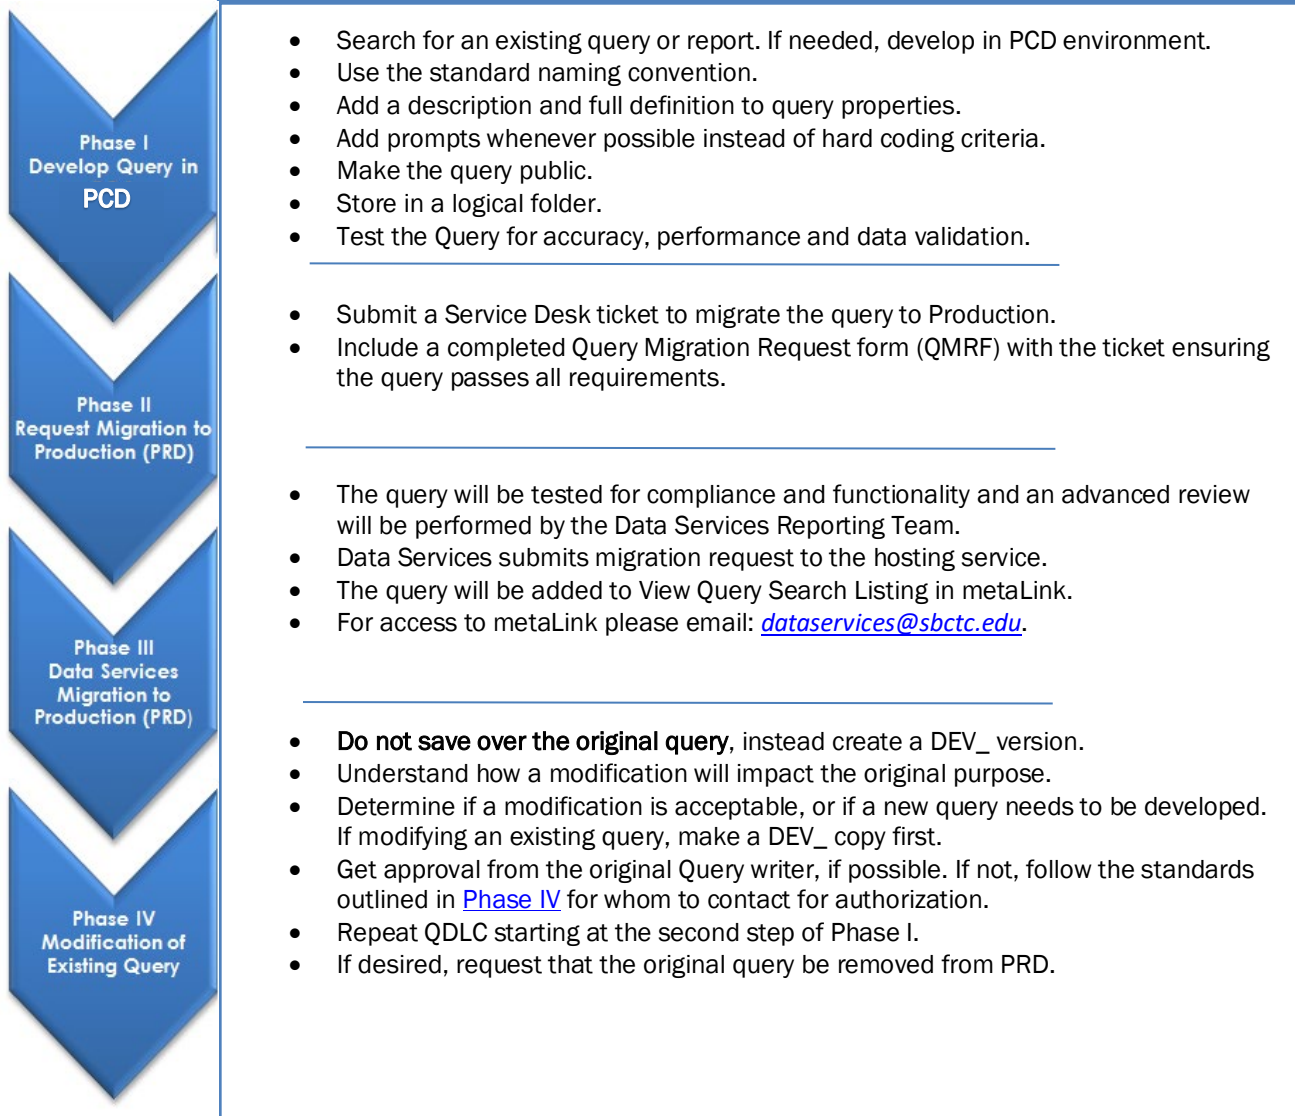 Phase I
Develop Query in
PCD
• Search for an existing query or report. If needed, develop in PCD environment.
• Use the standard naming convention.
• Add a description and full definition to query properties.
• Add prompts whenever possible instead of hard coding criteria.
• Make the query public.
• Store in a logical folder.
• Test the Query for accuracy, performance and data validation.
Phase II
Request Migration to
Production (PRD)
• Submit a Service Desk ticket to migrate the query to Production.
• Include a completed Query Migration Request form (QMRF) with the ticket ensuring
the query passes all requirements.
Phase III
Data Services
Migration to
Production (PRD)
• The query will be tested for compliance and functionality and an advanced review
will be performed by the Data Services Reporting Team.
• Data Services submits migration request to the hosting service.
• The query will be added to View Query Search Listing in metaLink.
• For access to metaLink please email: dataservices@sbctc.edu.
Phase IV
Modification of
Existing Query
• Do not save over the original query, instead create a DEV_ version.
• Understand how a modification will impact the original purpose.
• Determine if a modification is acceptable, or if a new query needs to be developed.
If modifying an existing query, make a DEV_ copy first.
• Get approval from the original Query writer, if possible. If not, follow the standards
outlined in Phase IV for whom to contact for authorization.
• Repeat QDLC starting at the second step of Phase I.
• If desired, request that the original query be removed from PRD.